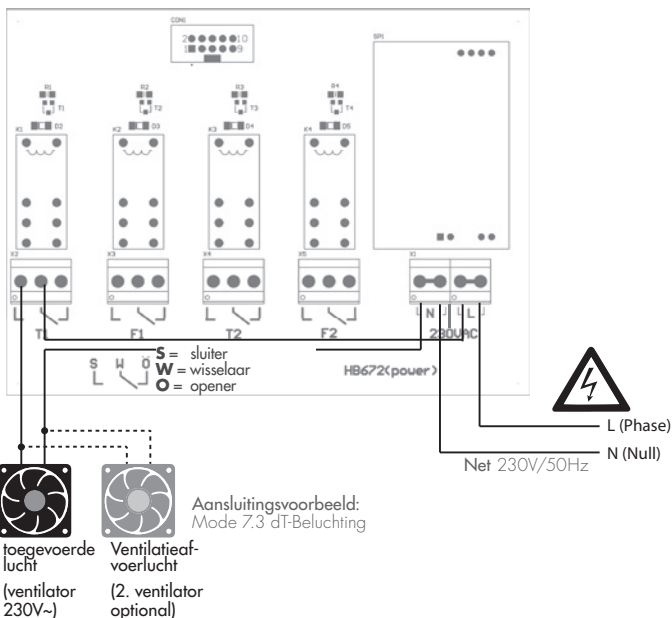 CON1
2 10
1 9
SP1
R1 R2 R3 R4
T1 T2 T3 T4
D2 D3 D4 D5
K1 K2 K3 K4
X2 X3 X4 X5 X1
O O O O O O
N L
T1 F1 T2 F2 230VAC
S W Ö
S = sluiter
W = wisselaar
O = opener
HB672(power)
L (Phase)
N (Null)
Net 230V/50Hz
Aansluitingsvoorbeeld:
Mode 7.3 dT-Beluchting
toegevoerde
lucht
(ventilator
230V~)
Ventilatieaf-
voerlucht
(2. ventilator
optional)